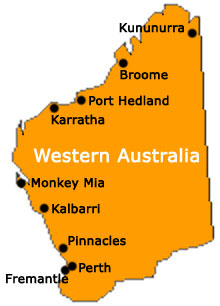 Kununurra
Broome
Port Hedland
Karratha
Western Australia
Monkey Mia
Kalbarri
Pinnacles
Perth
Fremantle